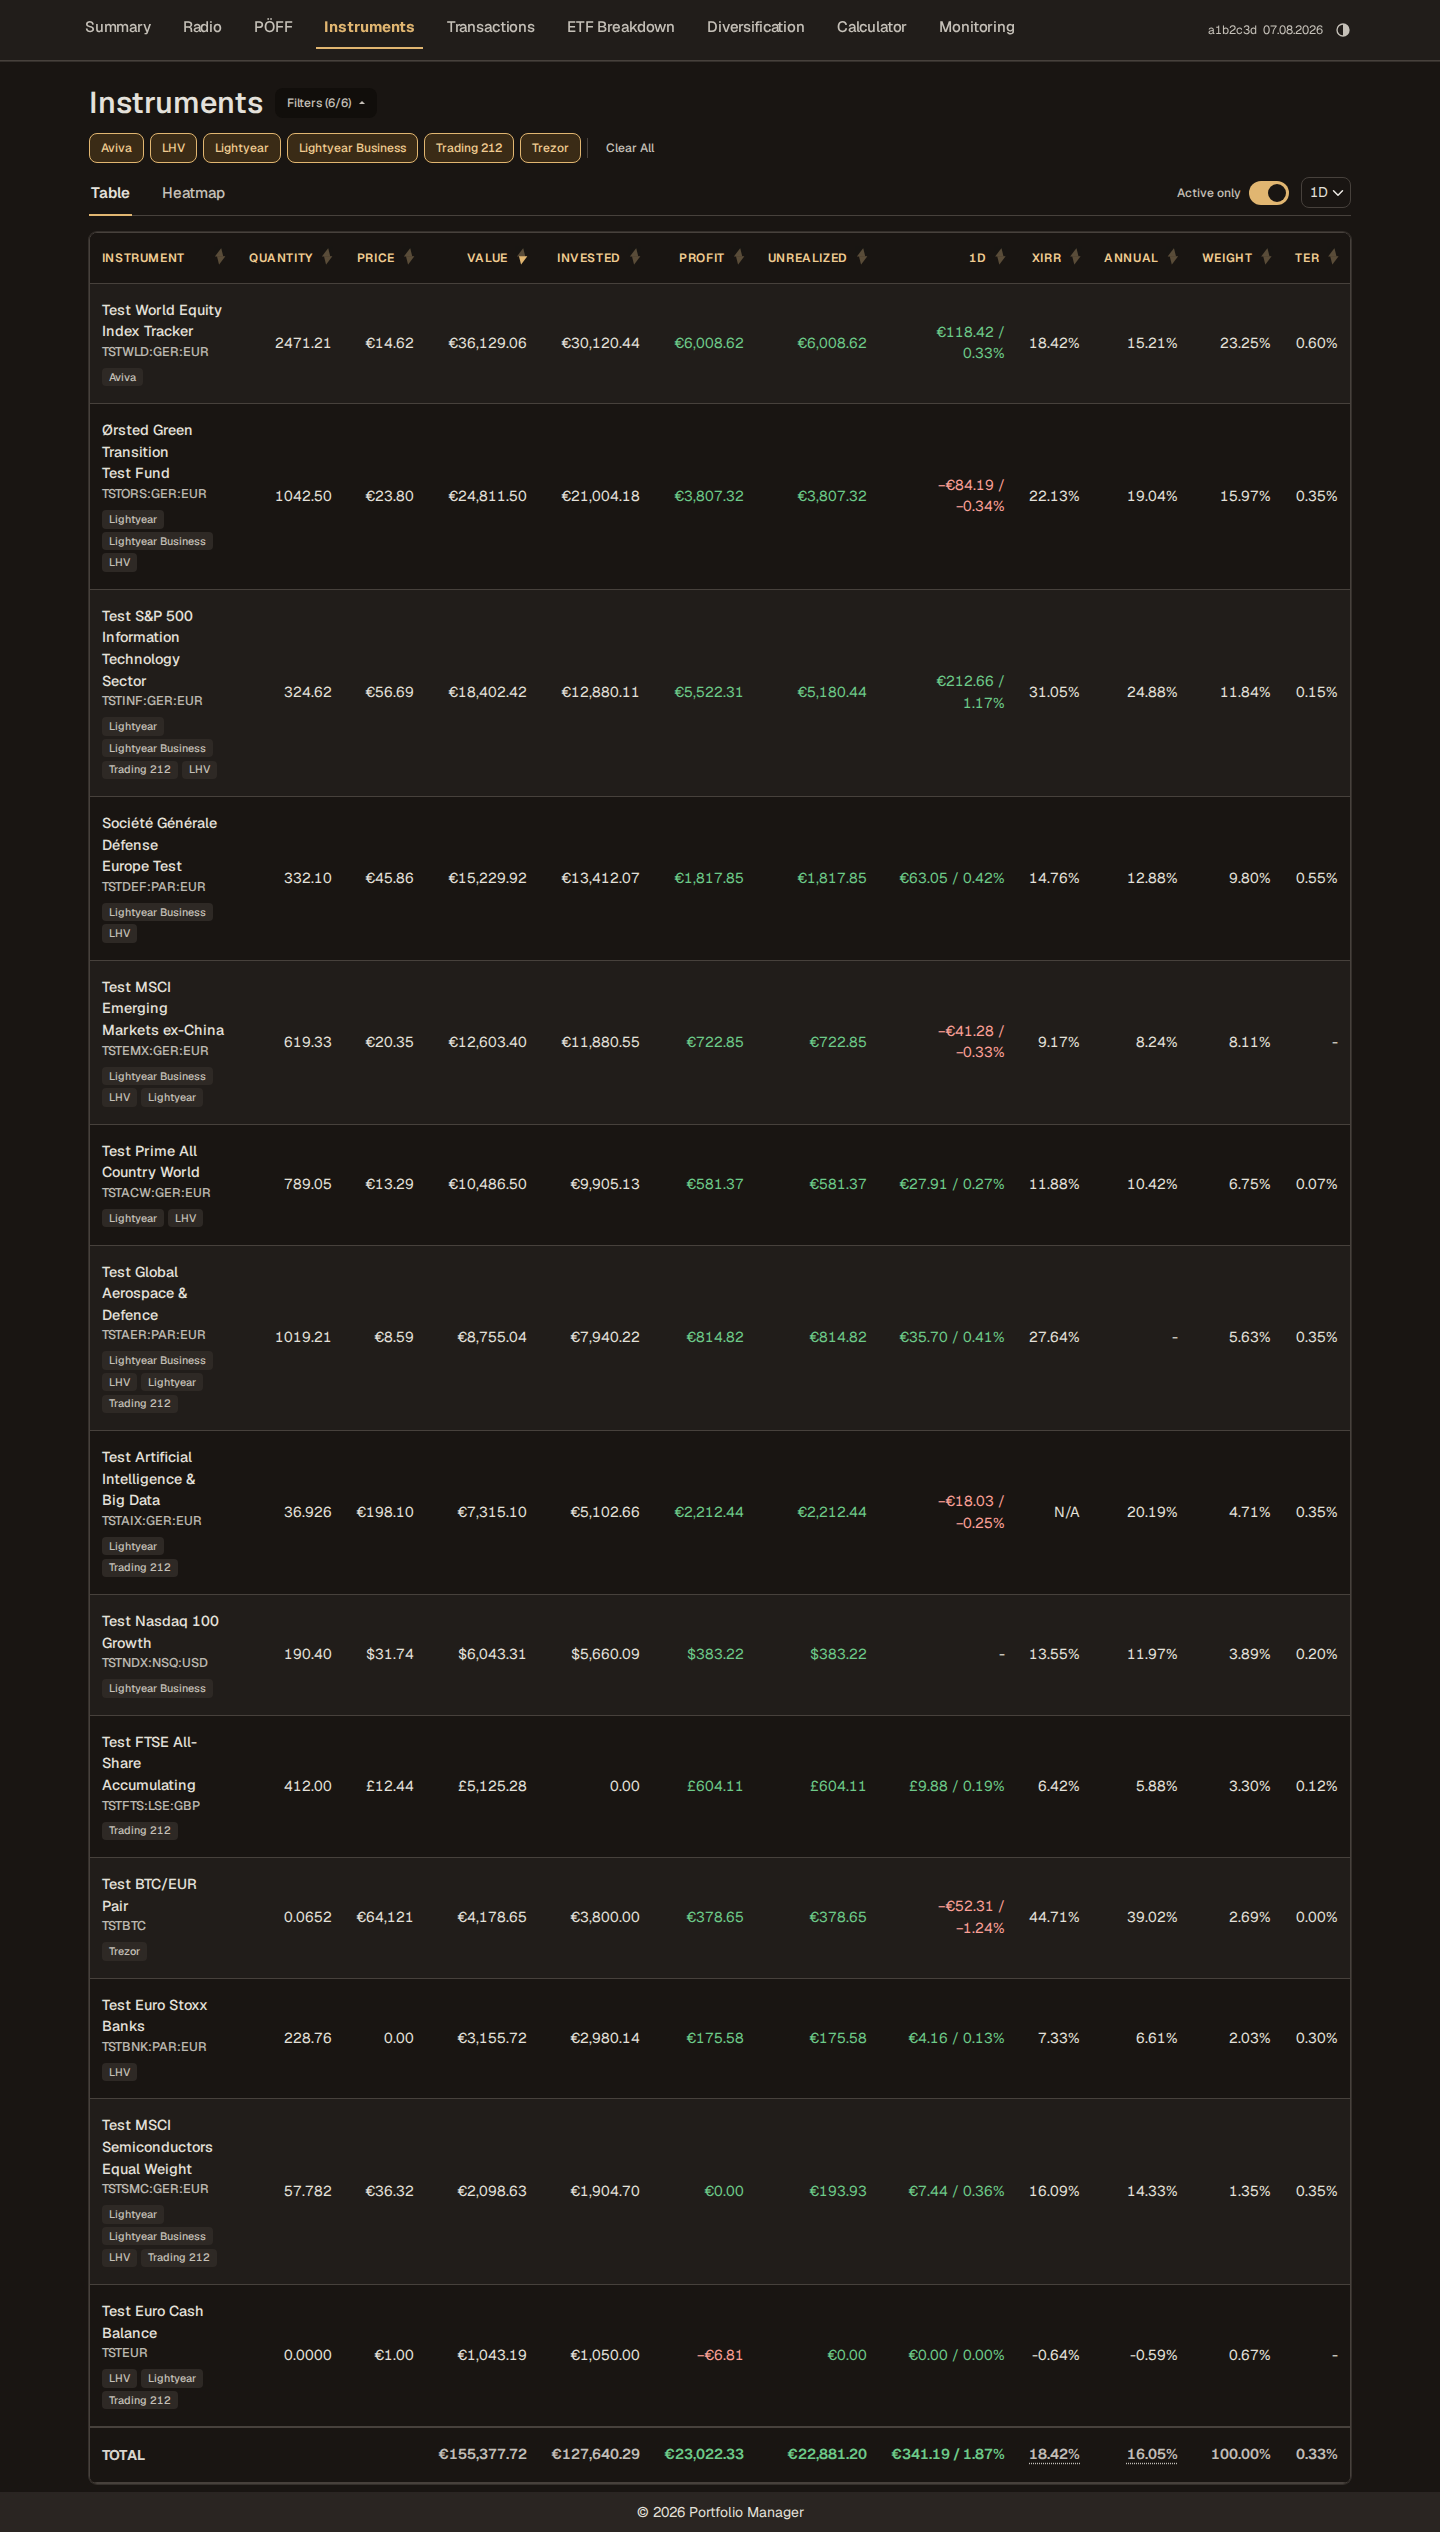 Summary Radio PÖFF Instruments Transactions ETF Breakdown Diversification Calculator Monitoring a1b2c3d 07.08.2026
Instruments Filters (6/6)
Aviva LHV Lightyear Lightyear Business Trading 212 Trezor Clear All
Table Heatmap Active only 1D
INSTRUMENT QUANTITY PRICE VALUE INVESTED PROFIT UNREALIZED 1D XIRR ANNUAL WEIGHT TER
Test World Equity
Index Tracker
TSTWLD:GER:EUR
Aviva
2471.21 €14.62 €36,129.06 €30,120.44 €6,008.62 €6,008.62 €118.42 /
0.33% 18.42% 15.21% 23.25% 0.60%
Ørsted Green
Transition
Test Fund
TSTORS:GER:EUR
Lightyear
Lightyear Business
LHV
1042.50 €23.80 €24,811.50 €21,004.18 €3,807.32 €3,807.32 −€84.19 /
−0.34% 22.13% 19.04% 15.97% 0.35%
Test S&P 500
Information
Technology
Sector
TSTINF:GER:EUR
Lightyear
Lightyear Business
Trading 212 LHV
324.62 €56.69 €18,402.42 €12,880.11 €5,522.31 €5,180.44 €212.66 /
1.17% 31.05% 24.88% 11.84% 0.15%
Société Générale
Défense
Europe Test
TSTDEF:PAR:EUR
Lightyear Business
LHV
332.10 €45.86 €15,229.92 €13,412.07 €1,817.85 €1,817.85 €63.05 / 0.42% 14.76% 12.88% 9.80% 0.55%
Test MSCI
Emerging
Markets ex-China
TSTEMX:GER:EUR
Lightyear Business
LHV Lightyear
619.33 €20.35 €12,603.40 €11,880.55 €722.85 €722.85 −€41.28 /
−0.33% 9.17% 8.24% 8.11% -
Test Prime All
Country World
TSTACW:GER:EUR
Lightyear LHV
789.05 €13.29 €10,486.50 €9,905.13 €581.37 €581.37 €27.91 / 0.27% 11.88% 10.42% 6.75% 0.07%
Test Global
Aerospace &
Defence
TSTAER:PAR:EUR
Lightyear Business
LHV Lightyear
Trading 212
1019.21 €8.59 €8,755.04 €7,940.22 €814.82 €814.82 €35.70 / 0.41% 27.64% - 5.63% 0.35%
Test Artificial
Intelligence &
Big Data
TSTAIX:GER:EUR
Lightyear
Trading 212
36.926 €198.10 €7,315.10 €5,102.66 €2,212.44 €2,212.44 −€18.03 /
−0.25% N/A 20.19% 4.71% 0.35%
Test Nasdaq 100
Growth
TSTNDX:NSQ:USD
Lightyear Business
190.40 $31.74 $6,043.31 $5,660.09 $383.22 $383.22 - 13.55% 11.97% 3.89% 0.20%
Test FTSE All-
Share
Accumulating
TSTFTS:LSE:GBP
Trading 212
412.00 £12.44 £5,125.28 0.00 £604.11 £604.11 £9.88 / 0.19% 6.42% 5.88% 3.30% 0.12%
Test BTC/EUR
Pair
TSTBTC
Trezor
0.0652 €64,121 €4,178.65 €3,800.00 €378.65 €378.65 −€52.31 /
−1.24% 44.71% 39.02% 2.69% 0.00%
Test Euro Stoxx
Banks
TSTBNK:PAR:EUR
LHV
228.76 0.00 €3,155.72 €2,980.14 €175.58 €175.58 €4.16 / 0.13% 7.33% 6.61% 2.03% 0.30%
Test MSCI
Semiconductors
Equal Weight
TSTSMC:GER:EUR
Lightyear
Lightyear Business
LHV Trading 212
57.782 €36.32 €2,098.63 €1,904.70 €0.00 €193.93 €7.44 / 0.36% 16.09% 14.33% 1.35% 0.35%
Test Euro Cash
Balance
TSTEUR
LHV Lightyear
Trading 212
0.0000 €1.00 €1,043.19 €1,050.00 −€6.81 €0.00 €0.00 / 0.00% -0.64% -0.59% 0.67% -
TOTAL €155,377.72 €127,640.29 €23,022.33 €22,881.20 €341.19 / 1.87% 18.42% 16.05% 100.00% 0.33%
© 2026 Portfolio Manager